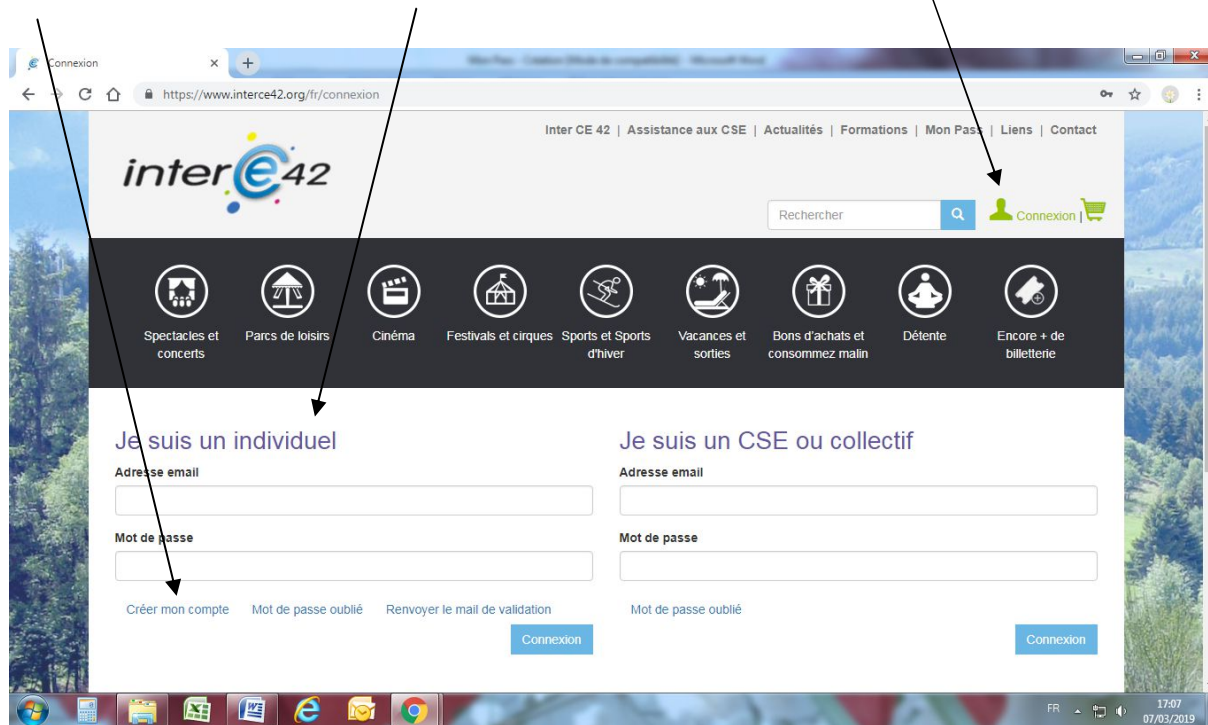 Connexion
https://www.interce42.org/fr/connexion
Inter CE 42 | Assistance aux CSE | Actualités | Formations | Mon Pass | Liens | Contact
inter e 42
Rechercher
Connexion |
Spectacles et concerts
Parcs de loisirs
Cinéma
Festivals et cirques
Sports et Sports d'hiver
Vacances et sorties
Bons d'achats et consommez malin
Détente
Encore + de billetterie
Je suis un individuel
Adresse email
Mot de passe
Créer mon compte Mot de passe oublié Renvoyer le mail de validation
Connexion
Je suis un CSE ou collectif
Adresse email
Mot de passe
Mot de passe oublié
Connexion
FR
17:07
07/03/2019